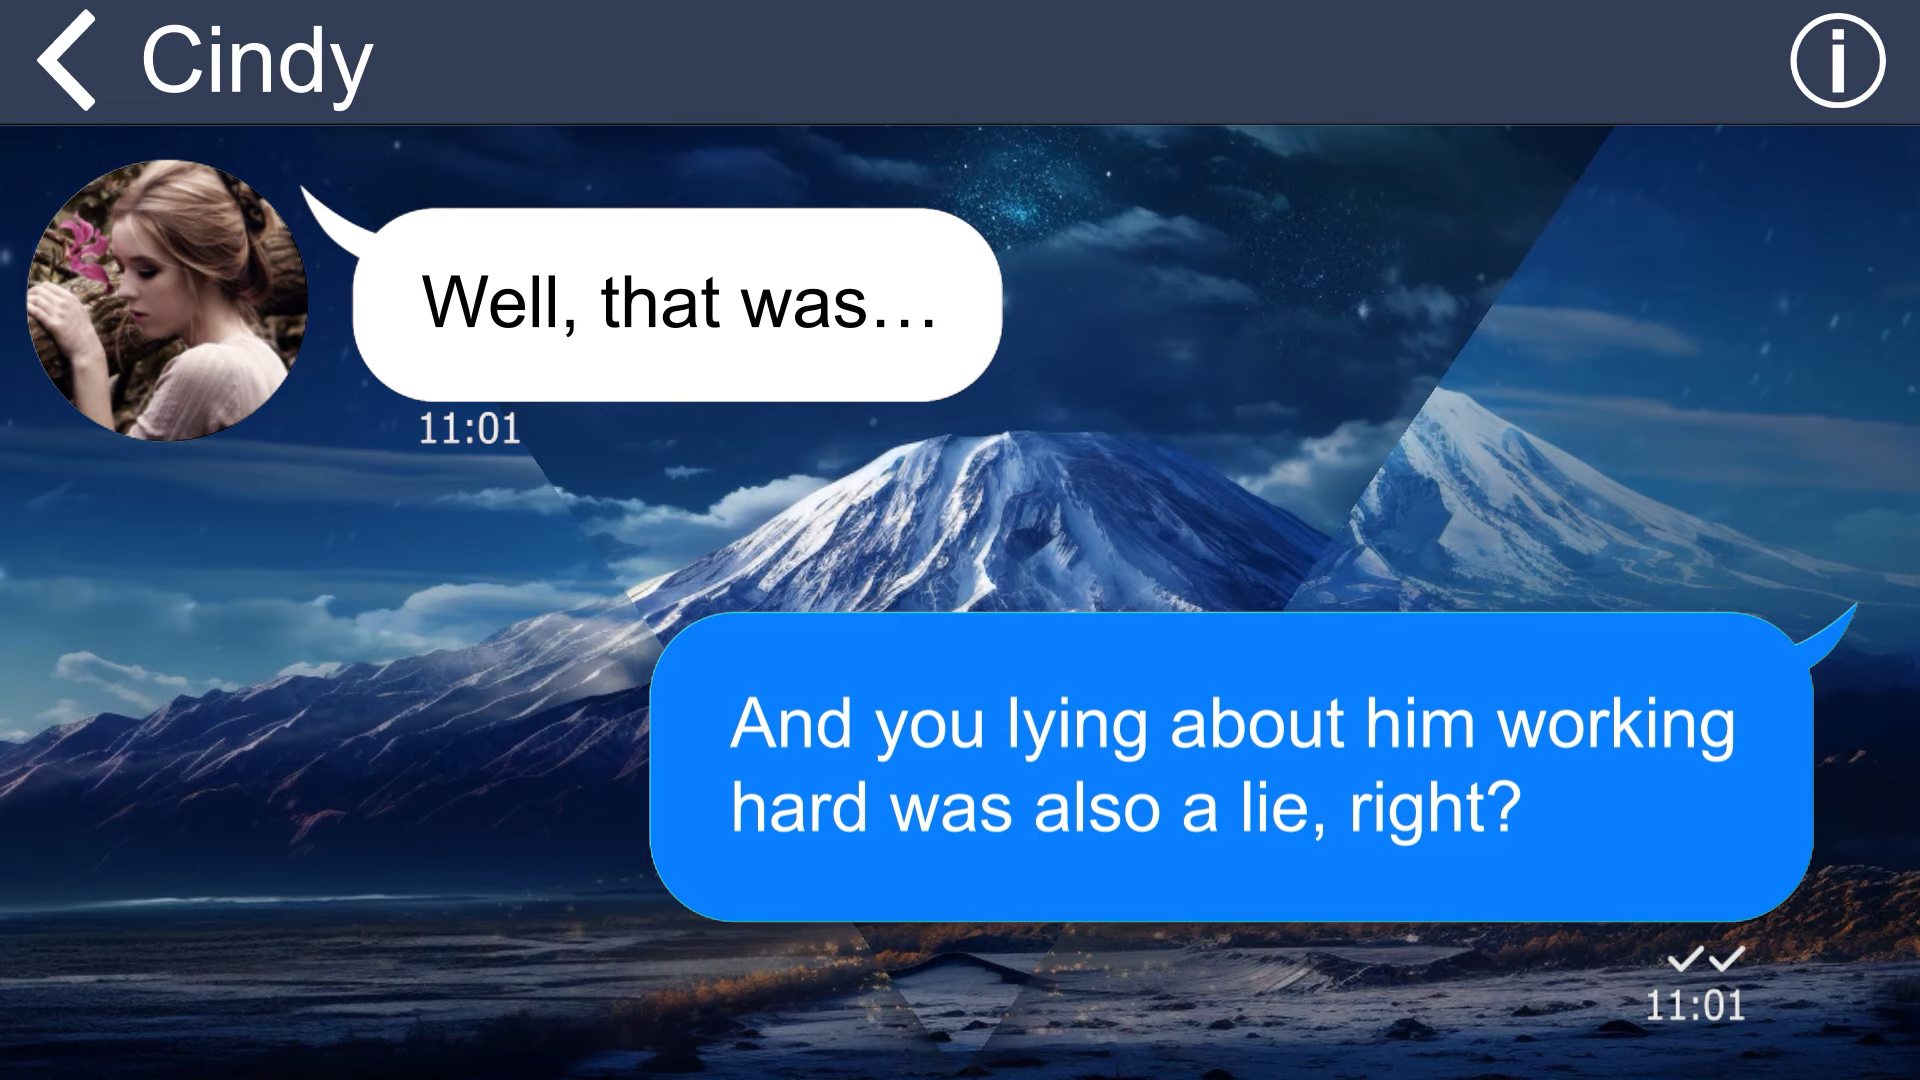 Cindy
Well, that was…
11:01
And you lying about him working
hard was also a lie, right?
11:01